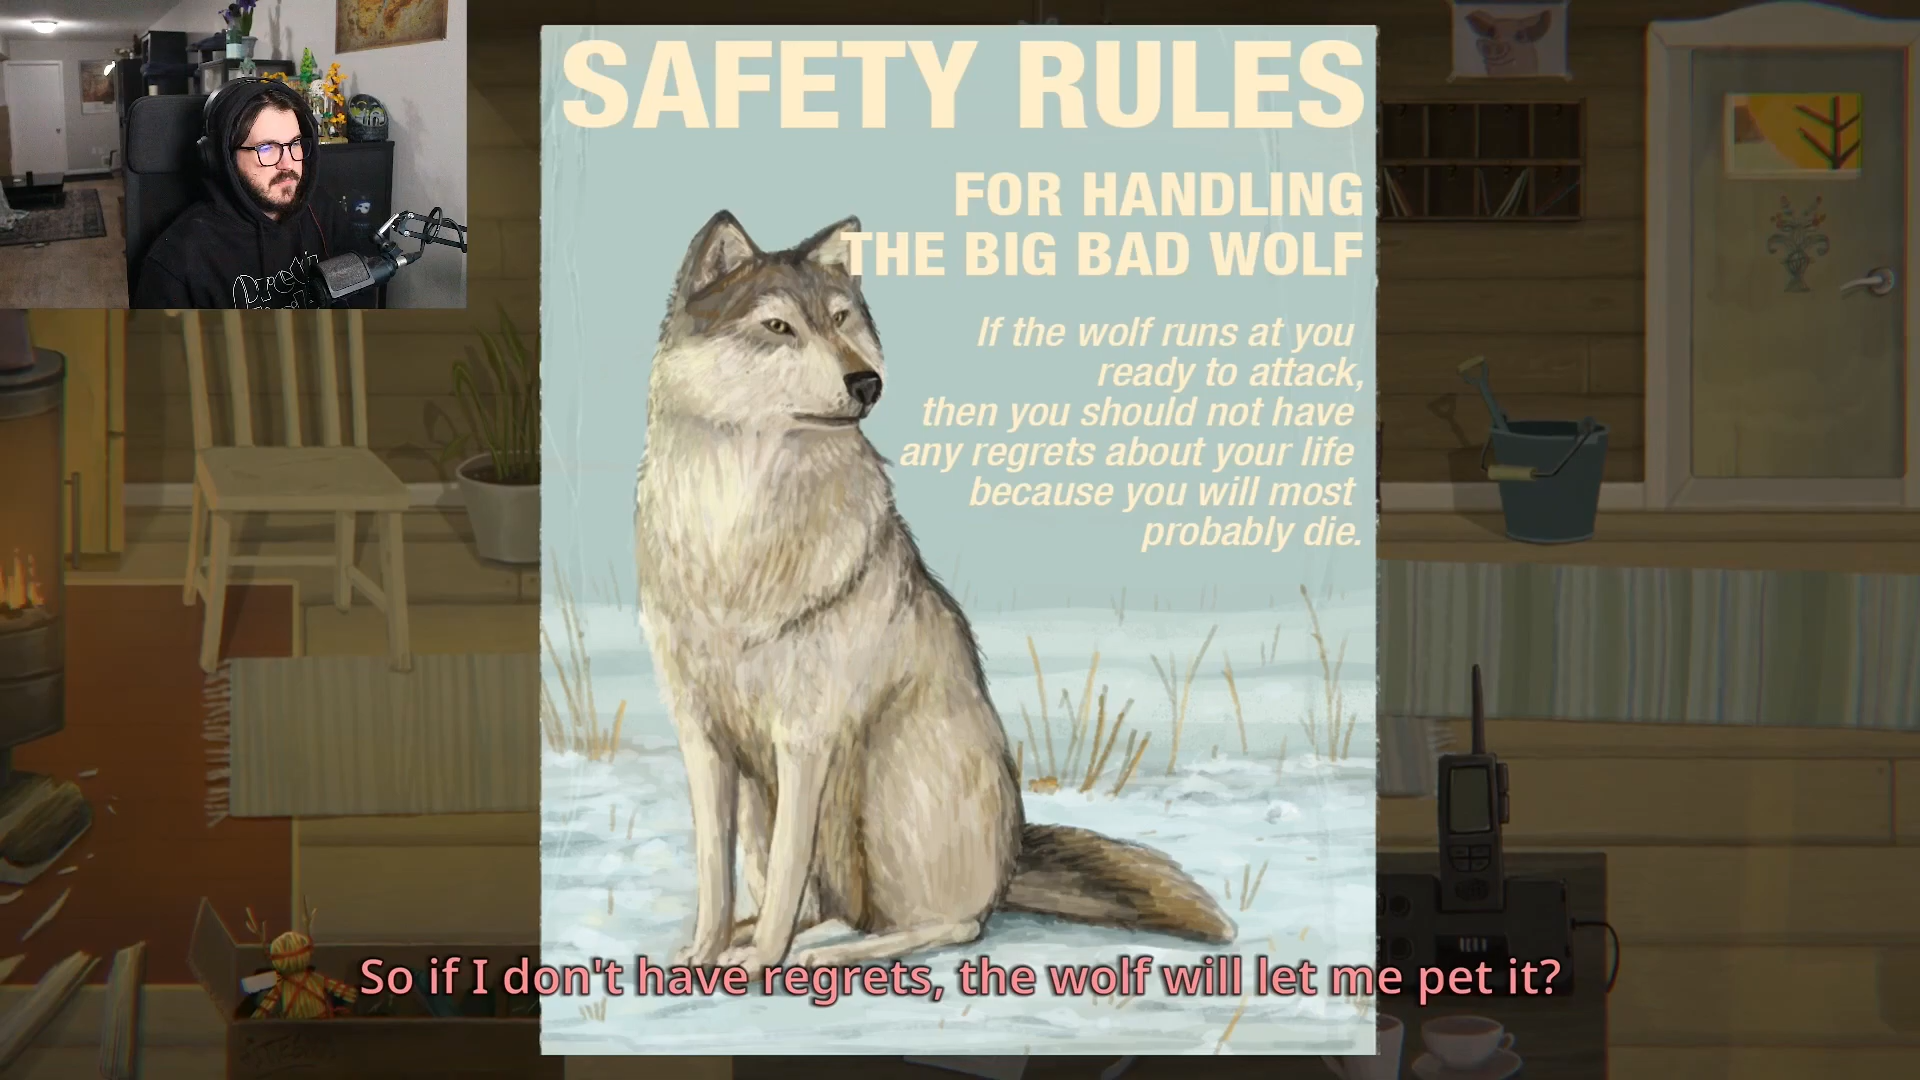 SAFETY RULES
FOR HANDLING
THE BIG BAD WOLF
If the wolf runs at you
ready to attack,
then you should not have
any regrets about your life
because you will most
probably die.
So if I don't have regrets, the wolf will let me pet it?